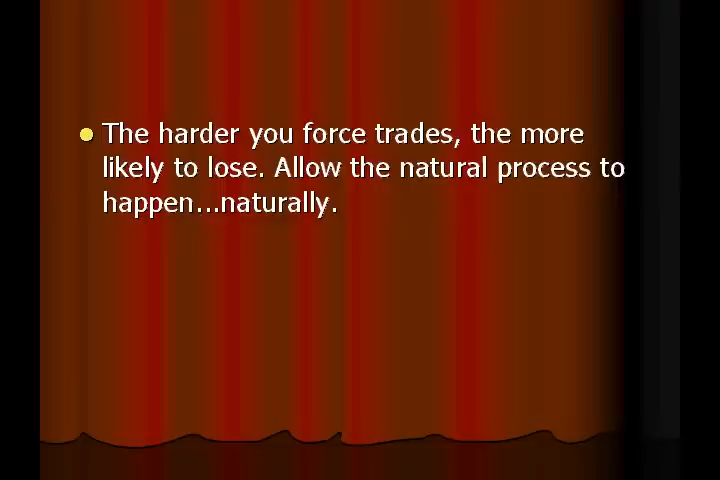 The harder you force trades, the more
likely to lose. Allow the natural process to
happen...naturally.